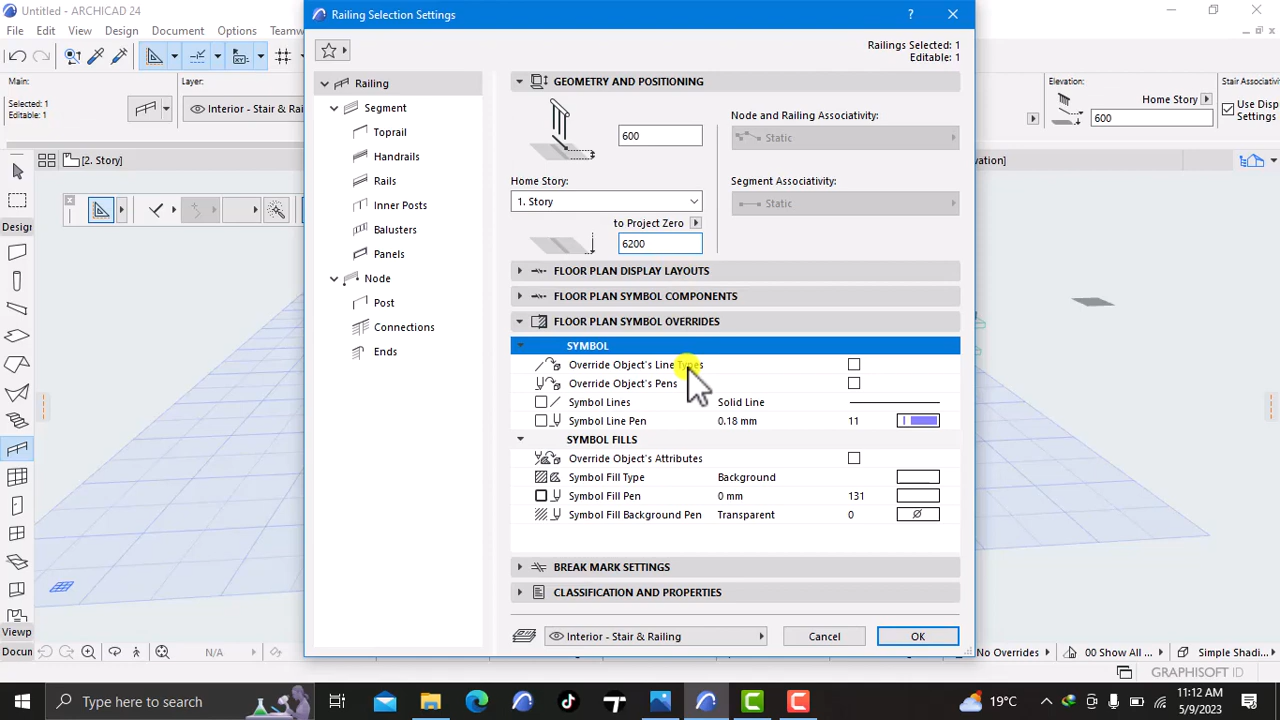 Untitled - ARCHICAD 24
File Edit View Design Document Options Teamw
Main:
Selected: 1
Editable: 1
Layer:
Interior - Stair & Rai
[2. Story]
Design
Viewp
Docun
N/A
Railing Selection Settings
?
Railings Selected: 1
Editable: 1
Railing
Segment
Toprail
Handrails
Rails
Inner Posts
Balusters
Panels
Node
Post
Connections
Ends
GEOMETRY AND POSITIONING
600
Node and Railing Associativity:
Static
Home Story:
1. Story
Segment Associativity:
Static
to Project Zero
6200
FLOOR PLAN DISPLAY LAYOUTS
FLOOR PLAN SYMBOL COMPONENTS
FLOOR PLAN SYMBOL OVERRIDES
SYMBOL
Override Object's Line Types
Override Object's Pens
Symbol Lines Solid Line
Symbol Line Pen 0.18 mm 11
SYMBOL FILLS
Override Object's Attributes
Symbol Fill Type Background
Symbol Fill Pen 0 mm 131
Symbol Fill Background Pen Transparent 0
BREAK MARK SETTINGS
CLASSIFICATION AND PROPERTIES
Interior - Stair & Railing
Cancel
OK
Elevation:
Home Story
600
Stair Associativ
Use Disp
Settings
evation]
No Overrides
00 Show All ...
Simple Shadi...
GRAPHISOFT ID
Type here to search
19°C
11:12 AM
5/9/2023